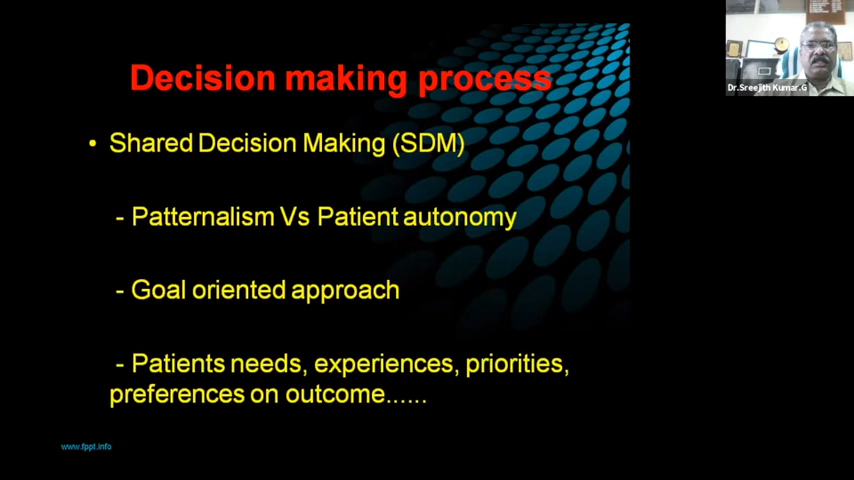 Decision making process
Dr.Sreejith Kumar.G
• Shared Decision Making (SDM)
- Patternalism Vs Patient autonomy
- Goal oriented approach
- Patients needs, experiences, priorities,
preferences on outcome......
www.fppt.info